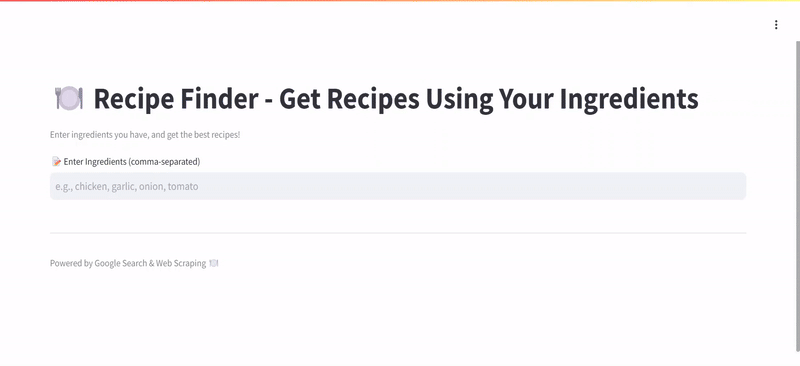 🍽️ Recipe Finder - Get Recipes Using Your Ingredients
Enter ingredients you have, and get the best recipes!
📝 Enter Ingredients (comma-separated)
e.g., chicken, garlic, onion, tomato
Powered by Google Search & Web Scraping 🍽️